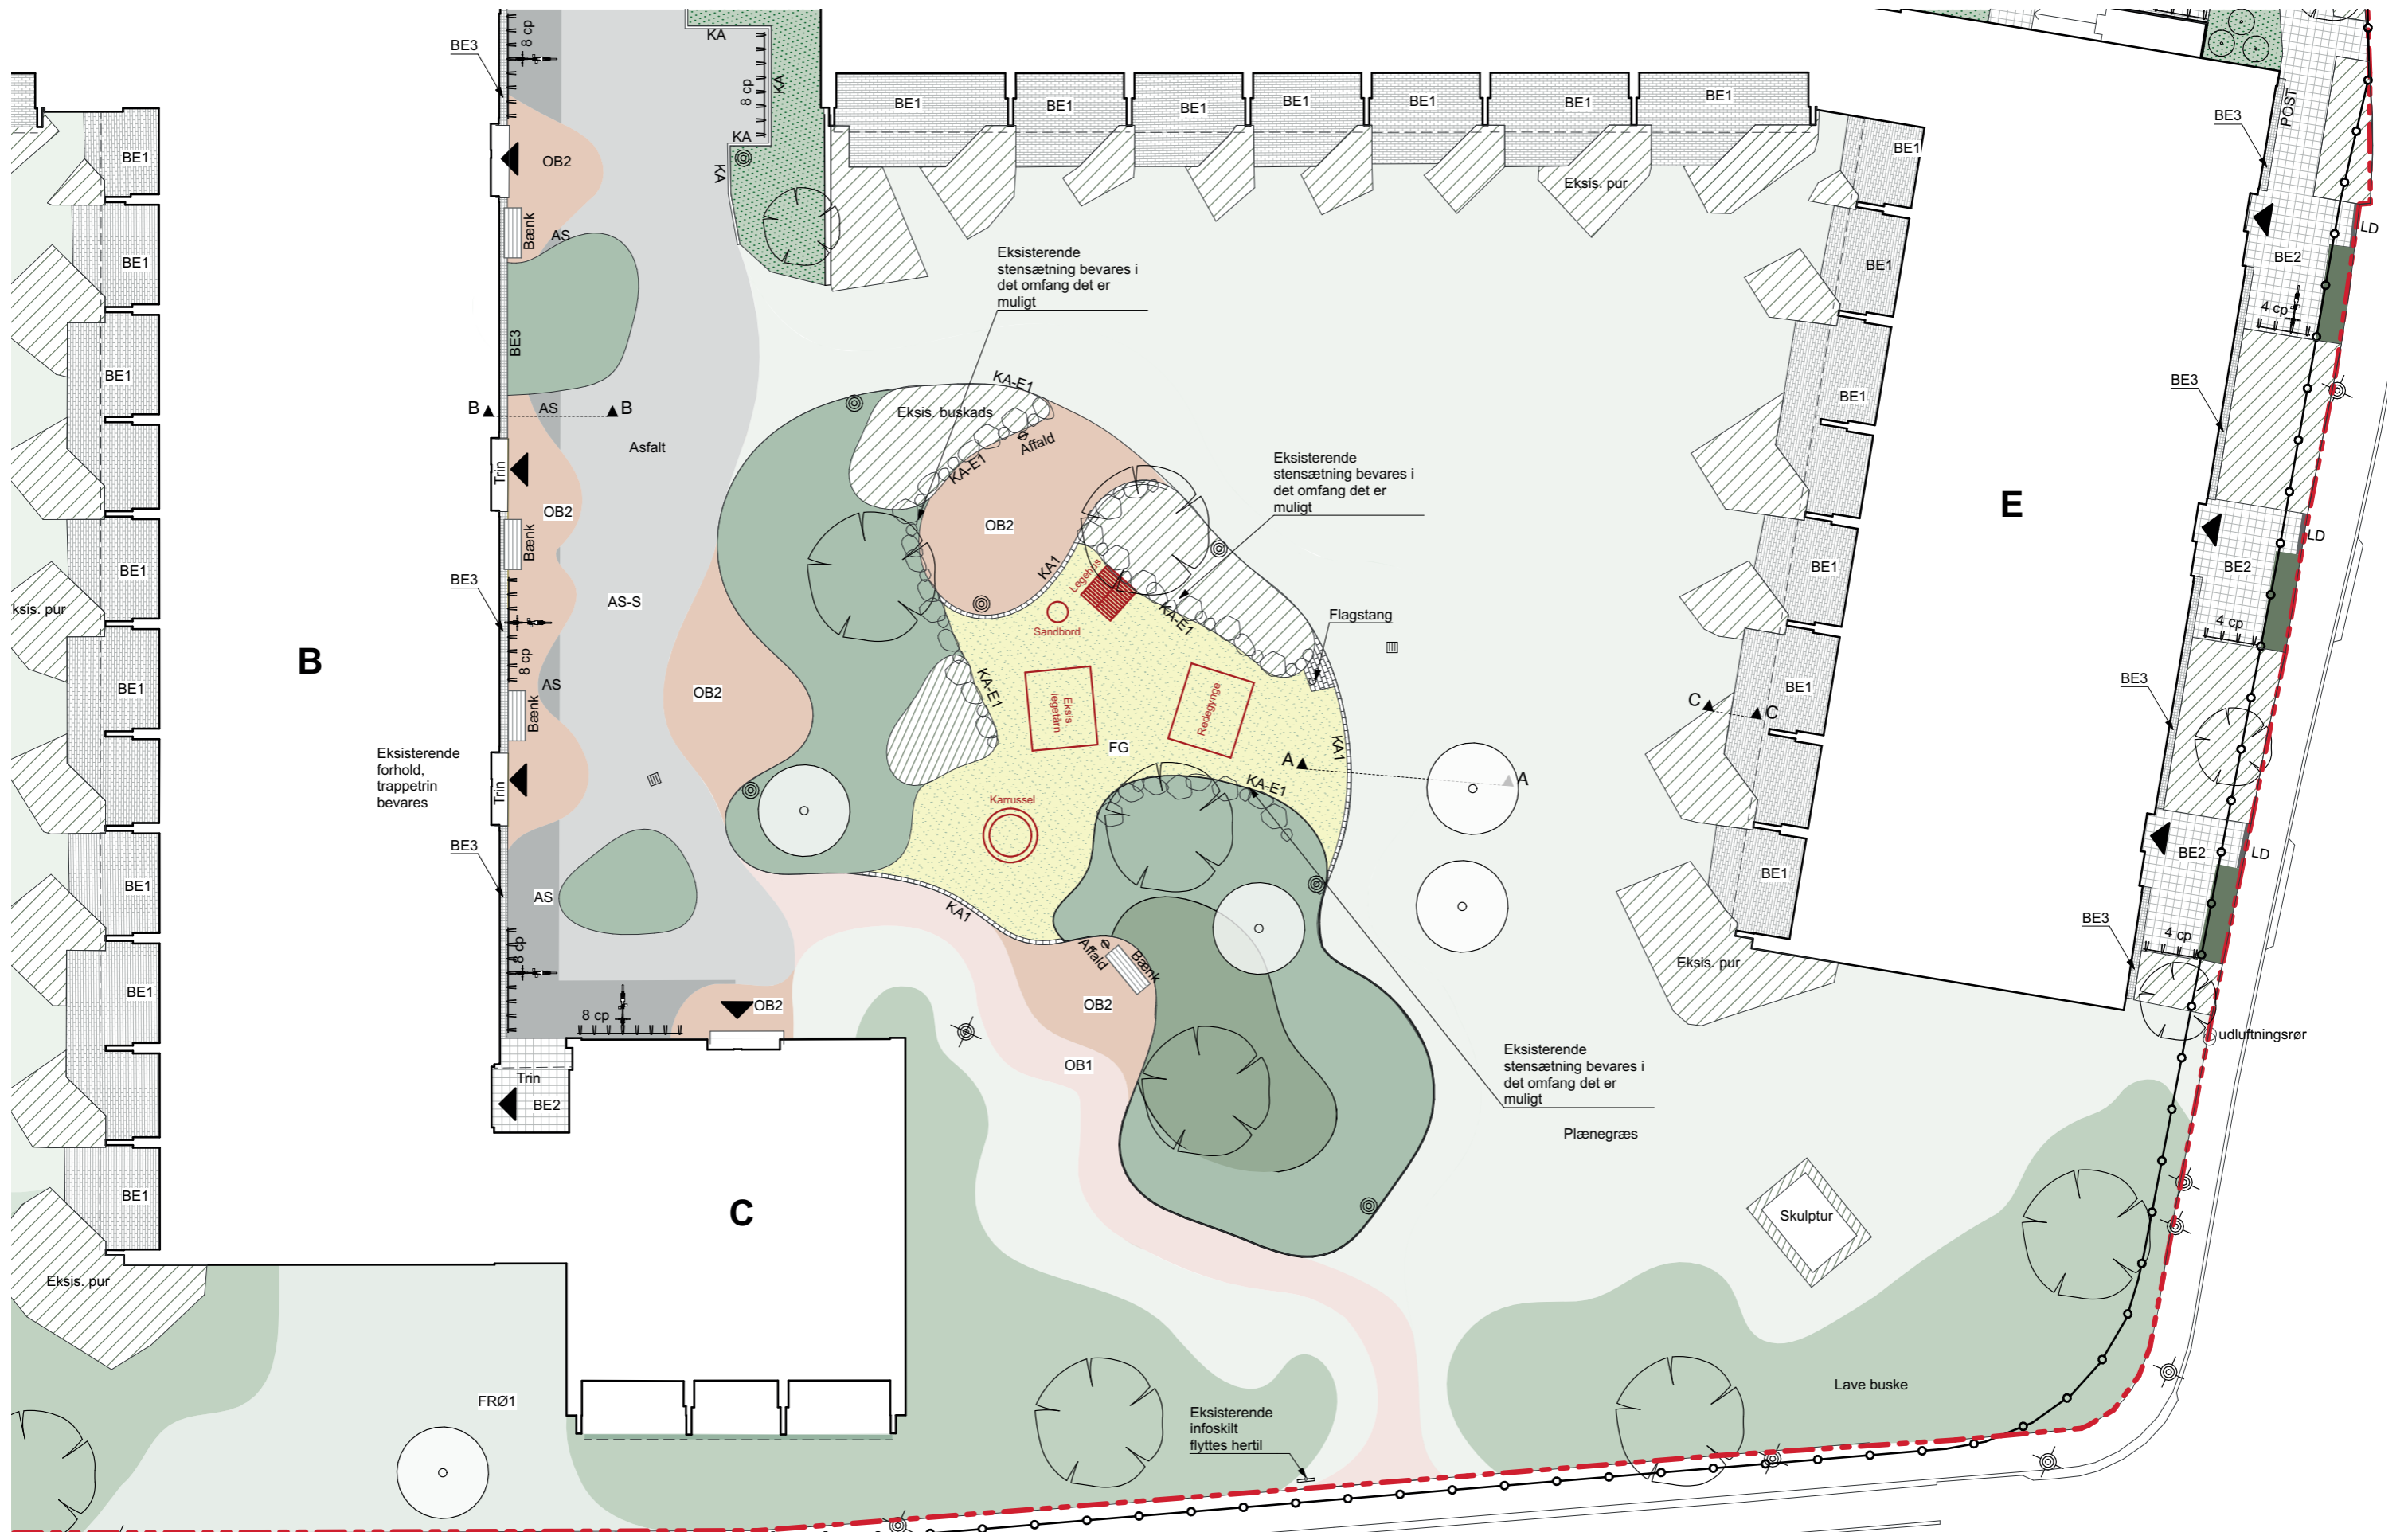 BE3
8 cp
KA
8 cp
KA
KA
KA
BE1
BE1
BE1
BE1
BE1
BE1
BE1
POST
BE3
BE1
OB2
BE1
Eksis. pur
Bænk
AS
LD
BE2
BE1
BE1
Eksisterende
stensætning bevares i
det omfang det er
muligt
4 cp
BE3
BE1
KA-E1
BE3
BE1
B
B
AS
Eksis. buskads
Affald
Asfalt
KA-E1
Eksisterende
stensætning bevares i
det omfang det er
muligt
Trin
E
OB2
OB2
Bænk
LD
KA1
BE1
BE1
BE2
Legehus
BE3
ksis. pur
AS-S
KA-E1
Flagstang
4 cp
Sandbord
B
8 cp
AS
OB2
KA-E1
Eksis.
legetårn
Redegynge
BE1
BE1
BE3
Bænk
C
C
FG
KA1
Eksisterende
forhold,
trappetrin
bevares
Trin
A
A
KA-E1
Karrussel
BE3
BE2
LD
BE1
BE1
AS
KA1
BE3
8 cp
Affald
Bænk
4 cp
Eksis. pur
BE1
OB2
OB2
8 cp
udluftningsrør
OB1
Eksisterende
stensætning bevares i
det omfang det er
muligt
Trin
BE2
Plænegræs
BE1
C
Skulptur
Eksis. pur
Lave buske
FRØ1
Eksisterende
infoskilt
flyttes hertil